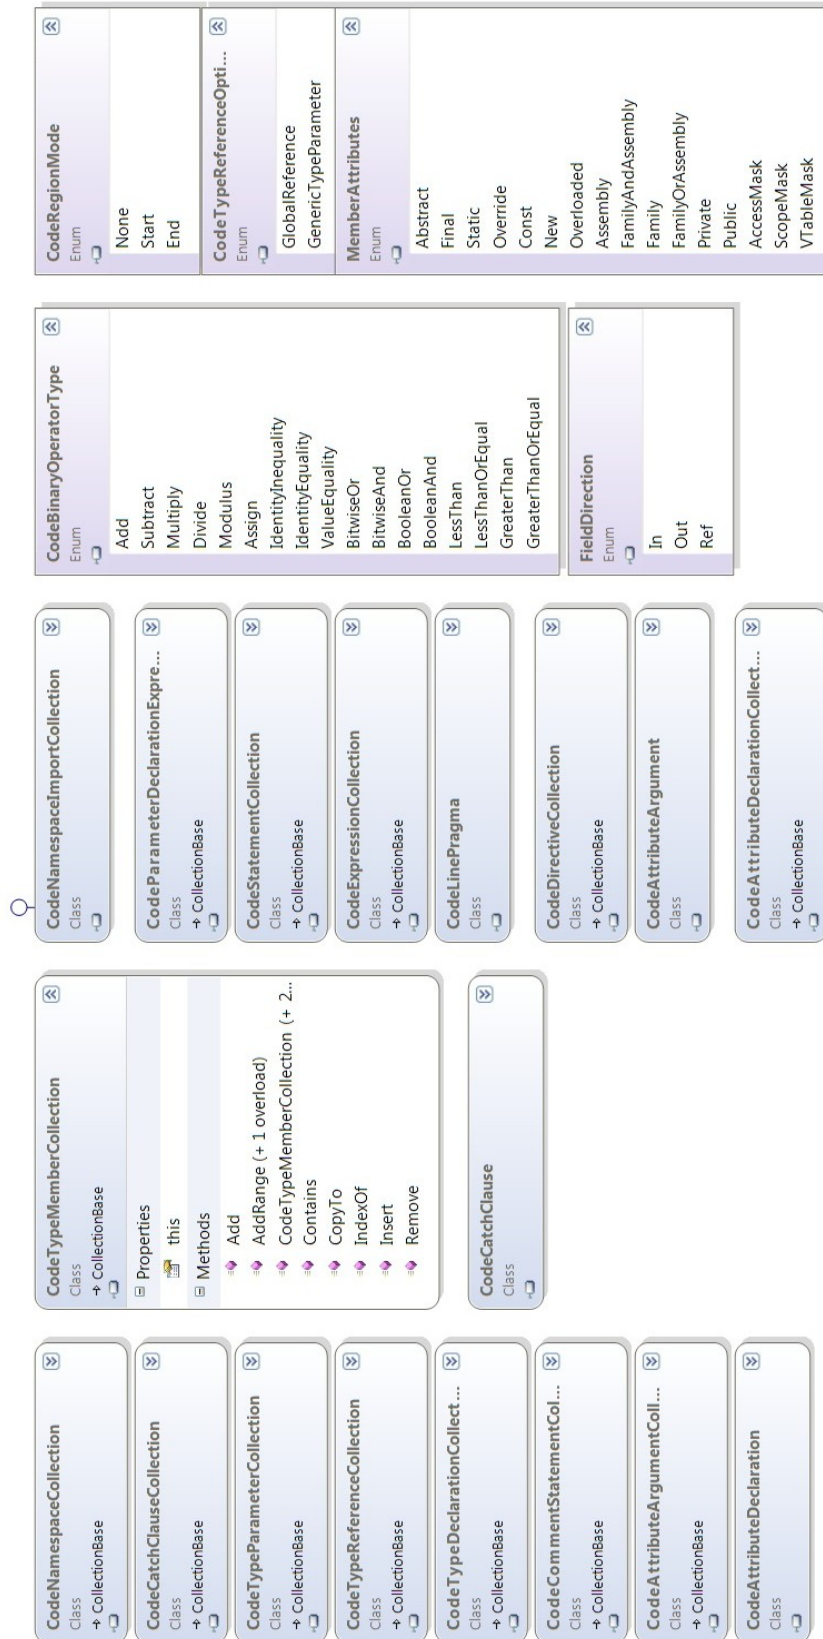 CodeNamespaceCollection
Class
→ CollectionBase
CodeCatchClauseCollection
Class
→ CollectionBase
CodeTypeParameterCollection
Class
→ CollectionBase
CodeTypeReferenceCollection
Class
→ CollectionBase
CodeTypeDeclarationCollect...
Class
→ CollectionBase
CodeCommentStatementCol...
Class
→ CollectionBase
CodeAttributeArgumentColl...
Class
→ CollectionBase
CodeAttributeDeclaration
Class
CodeTypeMemberCollection
Class
→ CollectionBase
Properties
this
Methods
Add
AddRange (+ 1 overload)
CodeTypeMemberCollection (+ 2...
Contains
CopyTo
IndexOf
Insert
Remove
CodeCatchClause
Class
CodeNamespaceImportCollection
Class
CodeParameterDeclarationExpre...
Class
→ CollectionBase
CodeStatementCollection
Class
→ CollectionBase
CodeExpressionCollection
Class
→ CollectionBase
CodeLinePragma
Class
CodeDirectiveCollection
Class
→ CollectionBase
CodeAttributeArgument
Class
CodeAttributeDeclarationCollect...
Class
→ CollectionBase
CodeBinaryOperatorType
Enum
Add
Subtract
Multiply
Divide
Modulus
Assign
IdentityInequality
IdentityEquality
ValueEquality
BitwiseOr
BitwiseAnd
BooleanOr
BooleanAnd
LessThan
LessThanOrEqual
GreaterThan
GreaterThanOrEqual
FieldDirection
Enum
In
Out
Ref
CodeRegionMode
Enum
None
Start
End
CodeTypeReferenceOpti...
Enum
GlobalReference
GenericTypeParameter
MemberAttributes
Enum
Abstract
Final
Static
Override
Const
New
Overloaded
Assembly
FamilyAndAssembly
Family
FamilyOrAssembly
Private
Public
AccessMask
ScopeMask
VTableMask